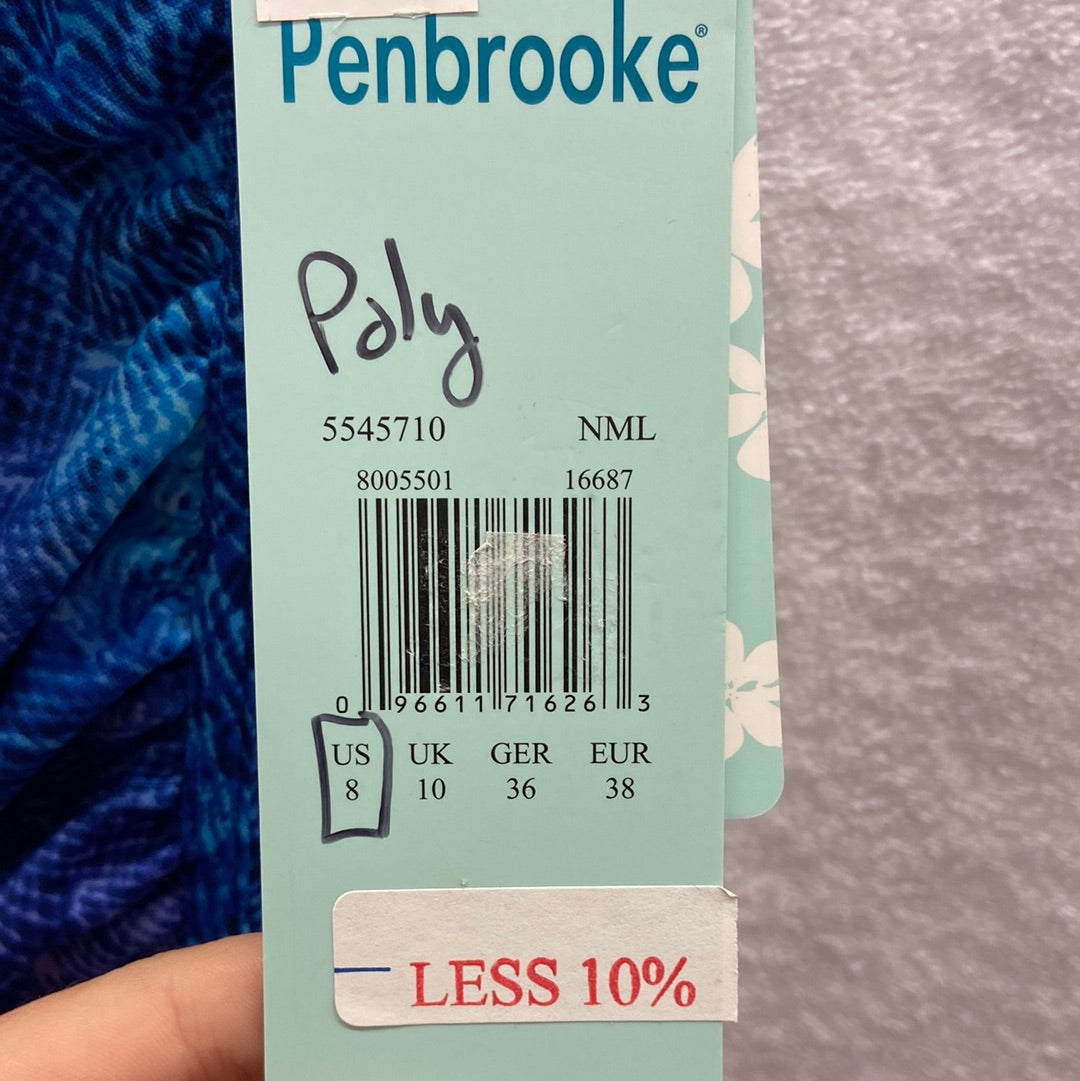 Penbrooke®
Poly
5545710 NML
8005501 16687
0 96611 71626 3
US UK GER EUR
8 10 36 38
LESS 10%